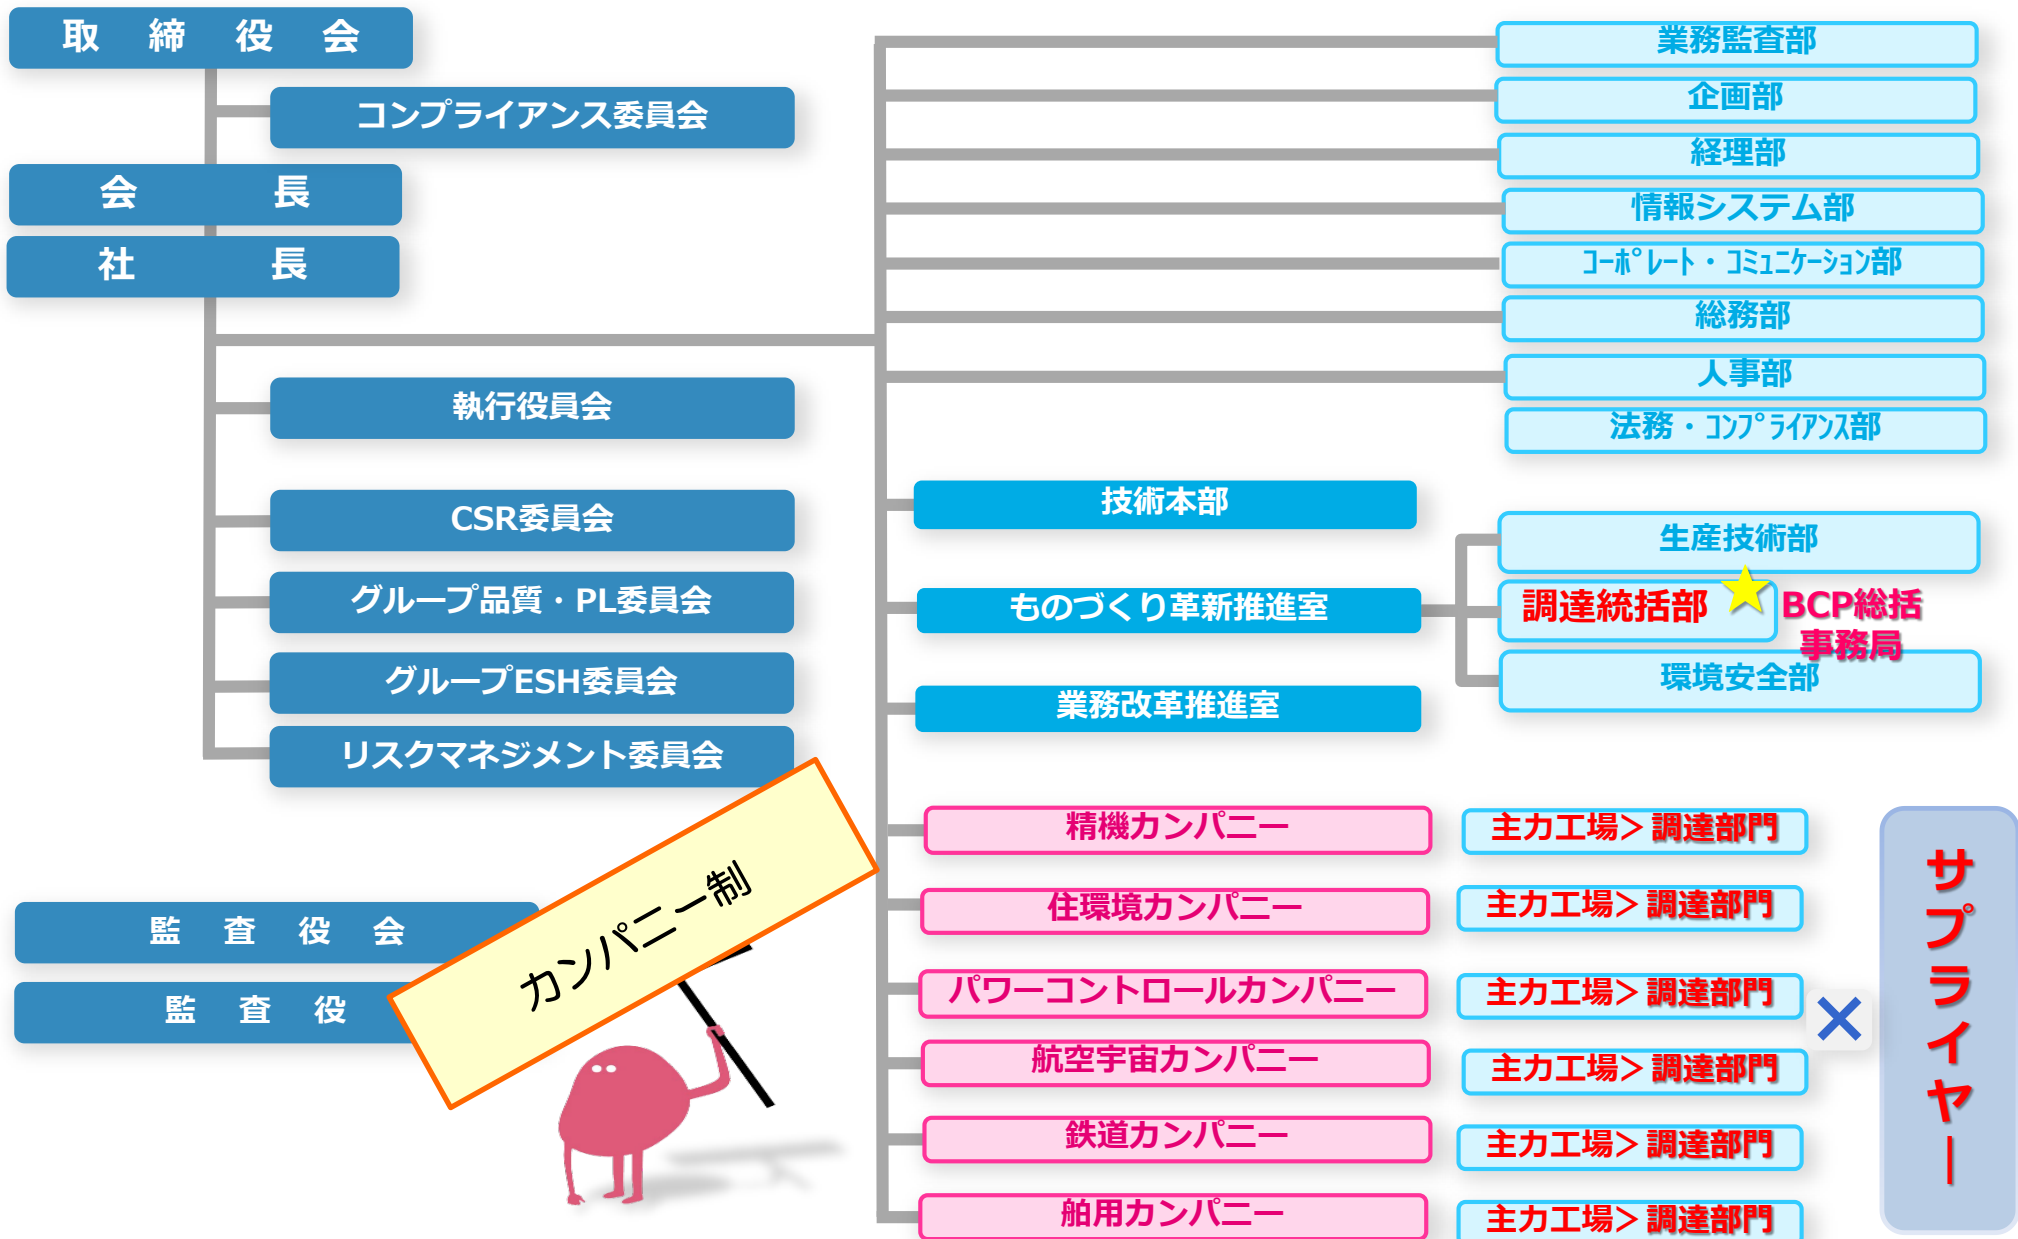 取締役会
コンプライアンス委員会
会長
社長
執行役員会
CSR委員会
グループ品質・PL委員会
グループESH委員会
リスクマネジメント委員会
監査役会
監査役
カンパニー制
業務監査部
企画部
経理部
情報システム部
ｺｰﾎﾟﾚｰﾄ・ｺﾐｭﾆｹｰｼｮﾝ部
総務部
人事部
法務・ｺﾝﾌﾟﾗｲｱﾝｽ部
技術本部
ものづくり革新推進室
業務改革推進室
生産技術部
調達統括部
BCP総括
事務局
環境安全部
精機カンパニー
主力工場＞調達部門
住環境カンパニー
主力工場＞調達部門
パワーコントロールカンパニー
主力工場＞調達部門
航空宇宙カンパニー
主力工場＞調達部門
鉄道カンパニー
主力工場＞調達部門
舶用カンパニー
主力工場＞調達部門
×
サプライヤー